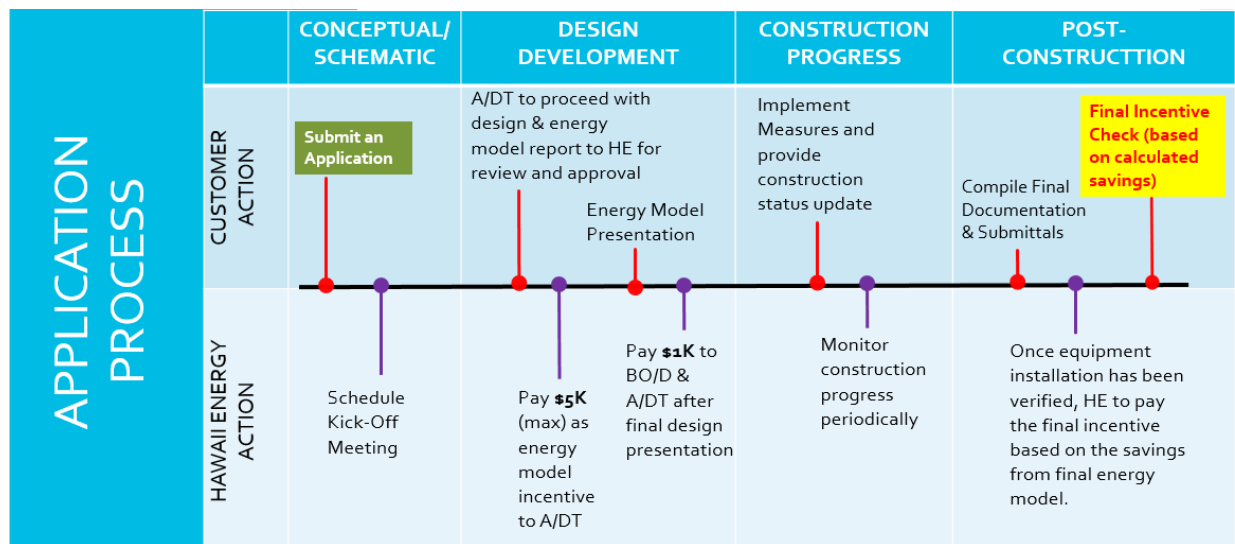 APPLICATION
PROCESS
CONCEPTUAL/
SCHEMATIC
DESIGN
DEVELOPMENT
CONSTRUCTION
PROGRESS
POST-
CONSTRUCTTION
CUSTOMER
ACTION
Submit an
Application
A/DT to proceed with
design & energy
model report to HE for
review and approval
Energy Model
Presentation
Implement
Measures and
provide
construction
status update
Compile Final
Documentation
& Submittals
Final Incentive
Check (based
on calculated
savings)
HAWAII ENERGY
ACTION
Schedule
Kick-Off
Meeting
Pay $5K
(max) as
energy
model
incentive
to A/DT
Pay $1K to
BO/D &
A/DT after
final design
presentation
Monitor
construction
progress
periodically
Once equipment
installation has been
verified, HE to pay
the final incentive
based on the savings
from final energy
model.